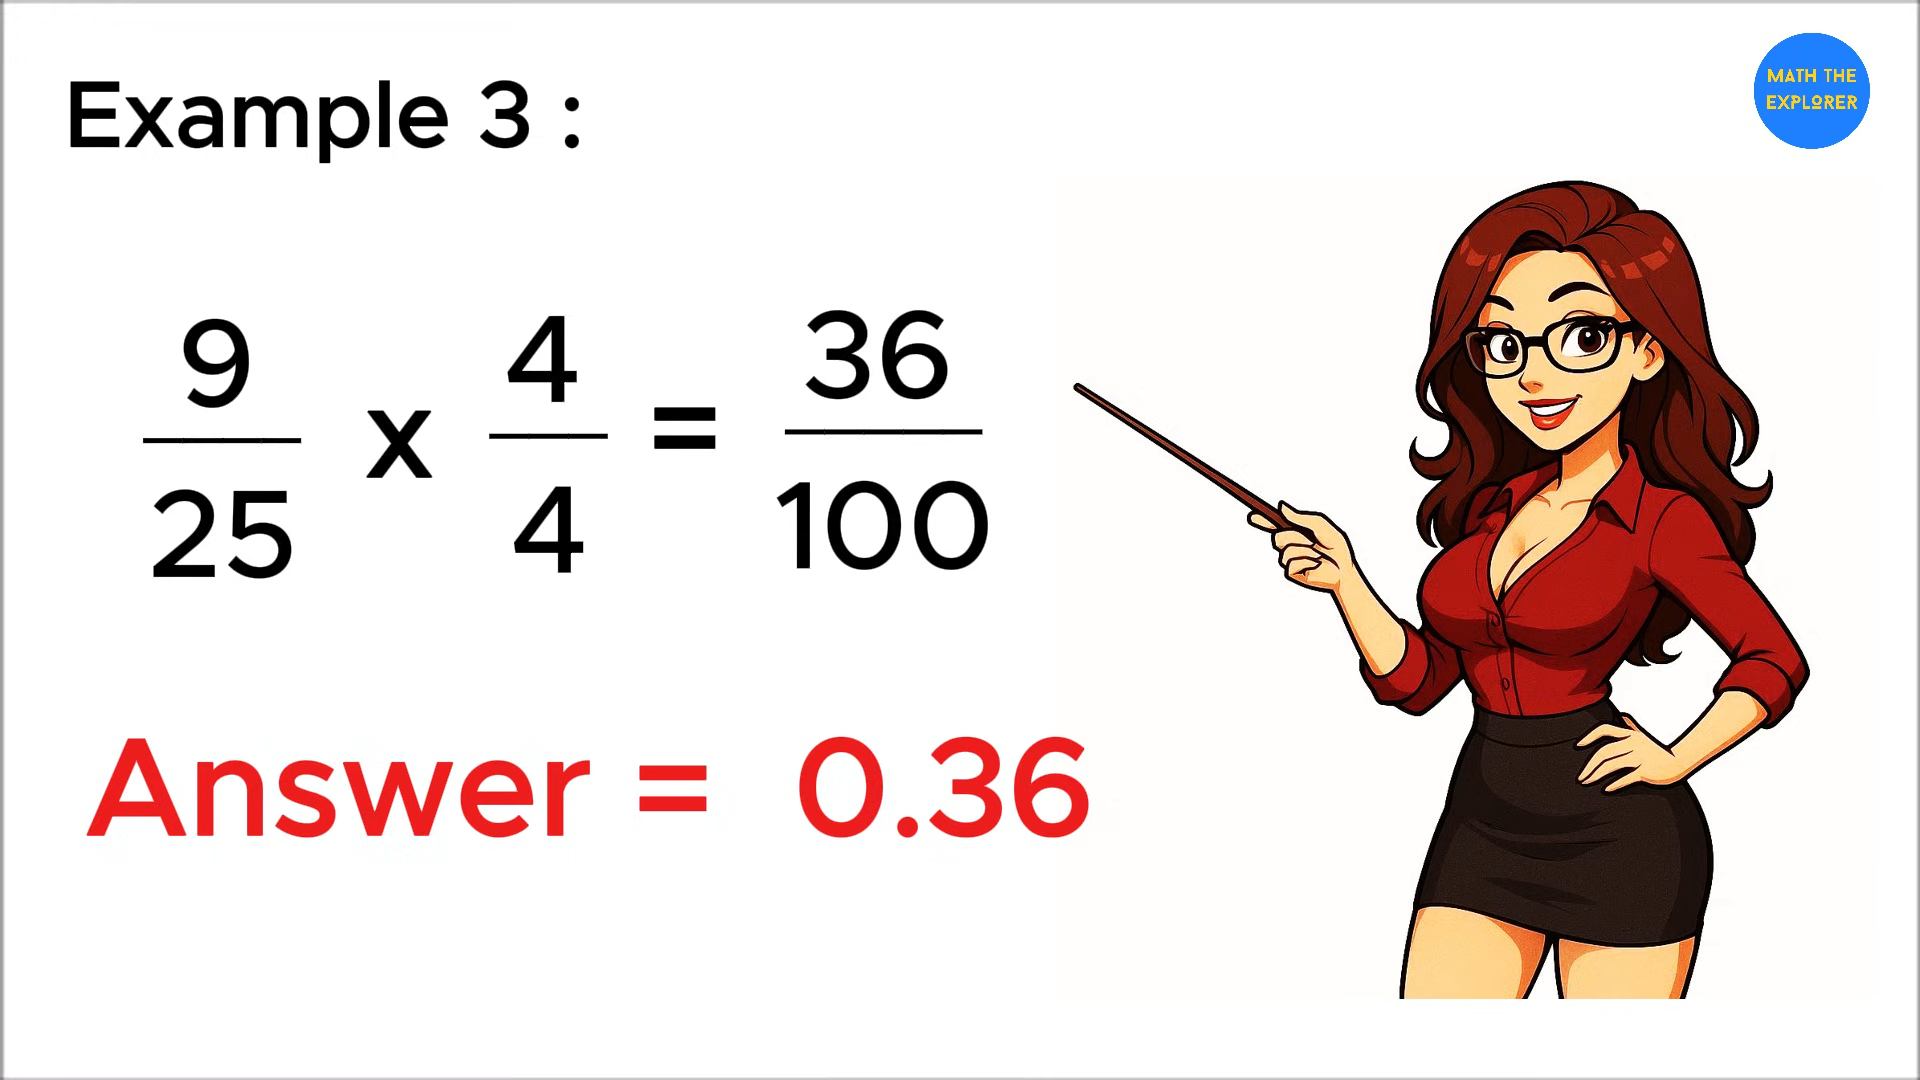 Example 3 :
MATH THE
EXPLORER
9/25 x 4/4 = 36/100
Answer = 0.36